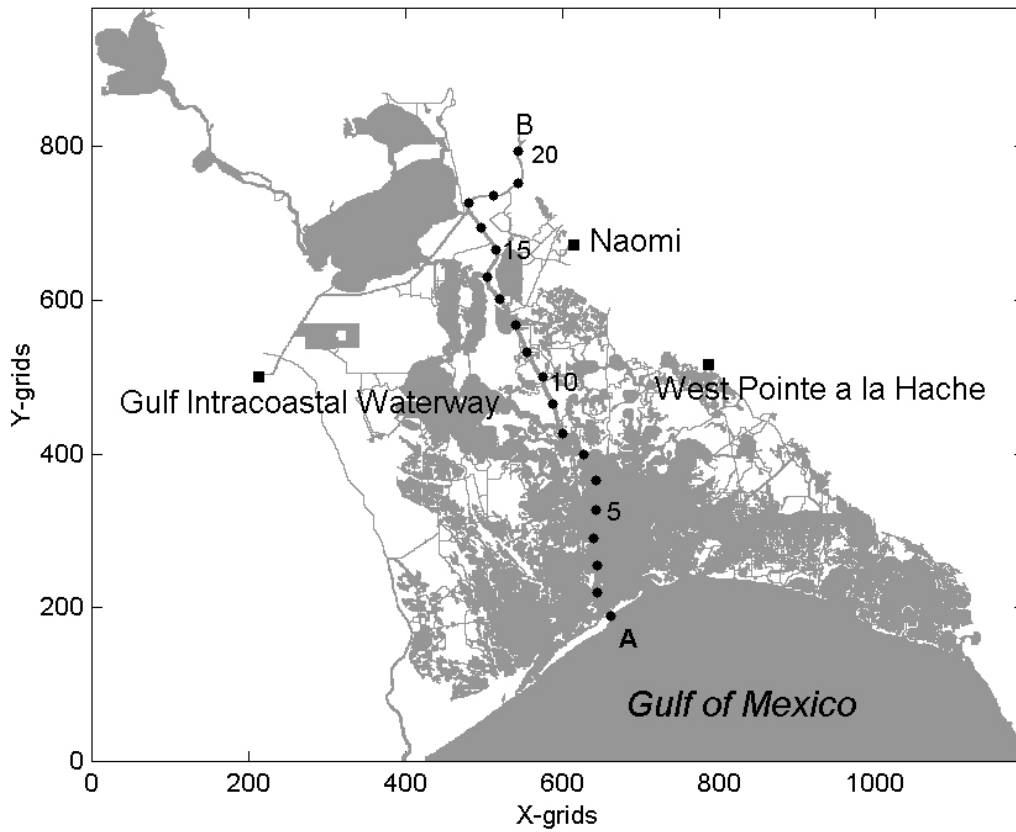 800
600
400
200
0
Y-grids
B
20
Naomi
15
West Pointe a la Hache
10
Gulf Intracoastal Waterway
5
A
Gulf of Mexico
0
200
400
600
800
1000
X-grids